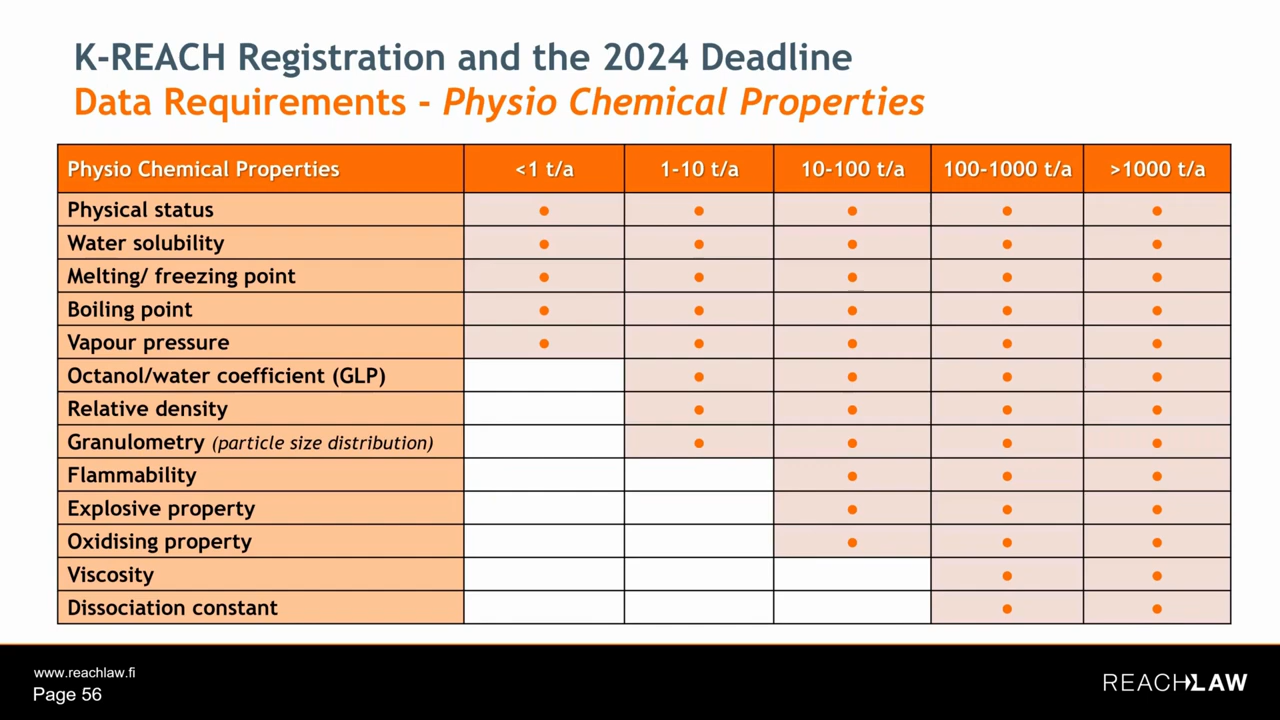 K-REACH Registration and the 2024 Deadline
Data Requirements - Physio Chemical Properties
Physio Chemical Properties <1 t/a 1-10 t/a 10-100 t/a 100-1000 t/a >1000 t/a
Physical status • • • • •
Water solubility • • • • •
Melting/ freezing point • • • • •
Boiling point • • • • •
Vapour pressure • • • • •
Octanol/water coefficient (GLP) • • • •
Relative density • • • •
Granulometry (particle size distribution) • • • •
Flammability • • •
Explosive property • • •
Oxidising property • • •
Viscosity • •
Dissociation constant • •
www.reachlaw.fi
Page 56
REACHLAW